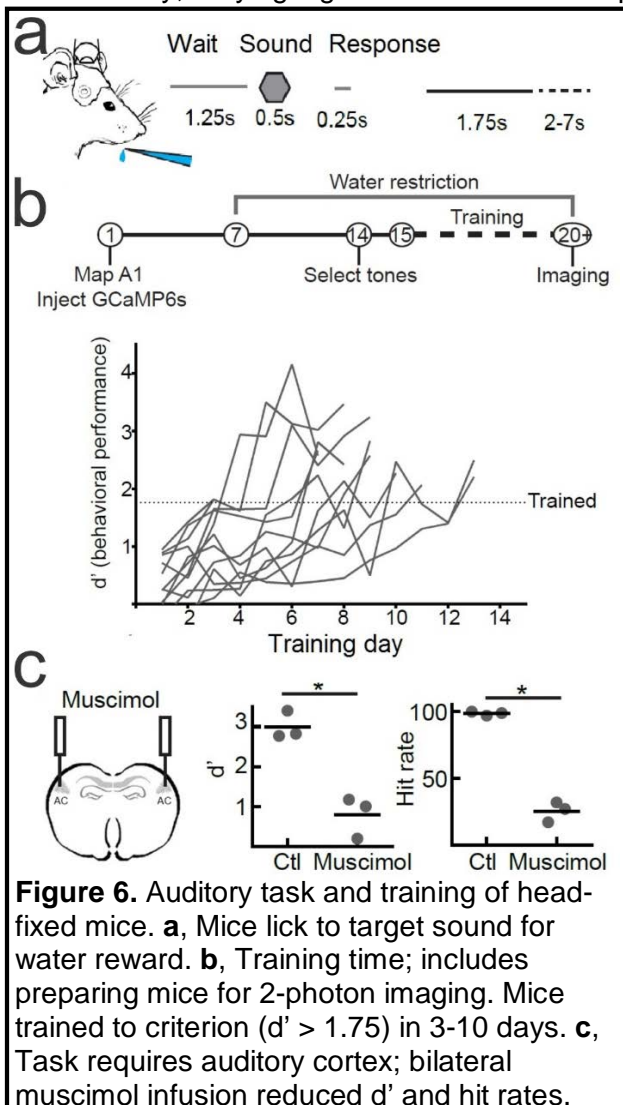 a
Wait Sound Response
1.25s 0.5s 0.25s 1.75s 2-7s
b
Water restriction
Training
1 7 14 15 20+
Map A1 Select tones Imaging
Inject GCaMP6s
d' (behavioral performance)
4
3
2
1
Trained
2 4 6 8 10 12 14
Training day
c
Muscimol
AC AC
*
d'
3
2
1
Ctl Muscimol
*
Hit rate
100
50
Ctl Muscimol
Figure 6. Auditory task and training of head-
fixed mice. a, Mice lick to target sound for
water reward. b, Training time; includes
preparing mice for 2-photon imaging. Mice
trained to criterion (d' > 1.75) in 3-10 days. c,
Task requires auditory cortex; bilateral
muscimol infusion reduced d' and hit rates.